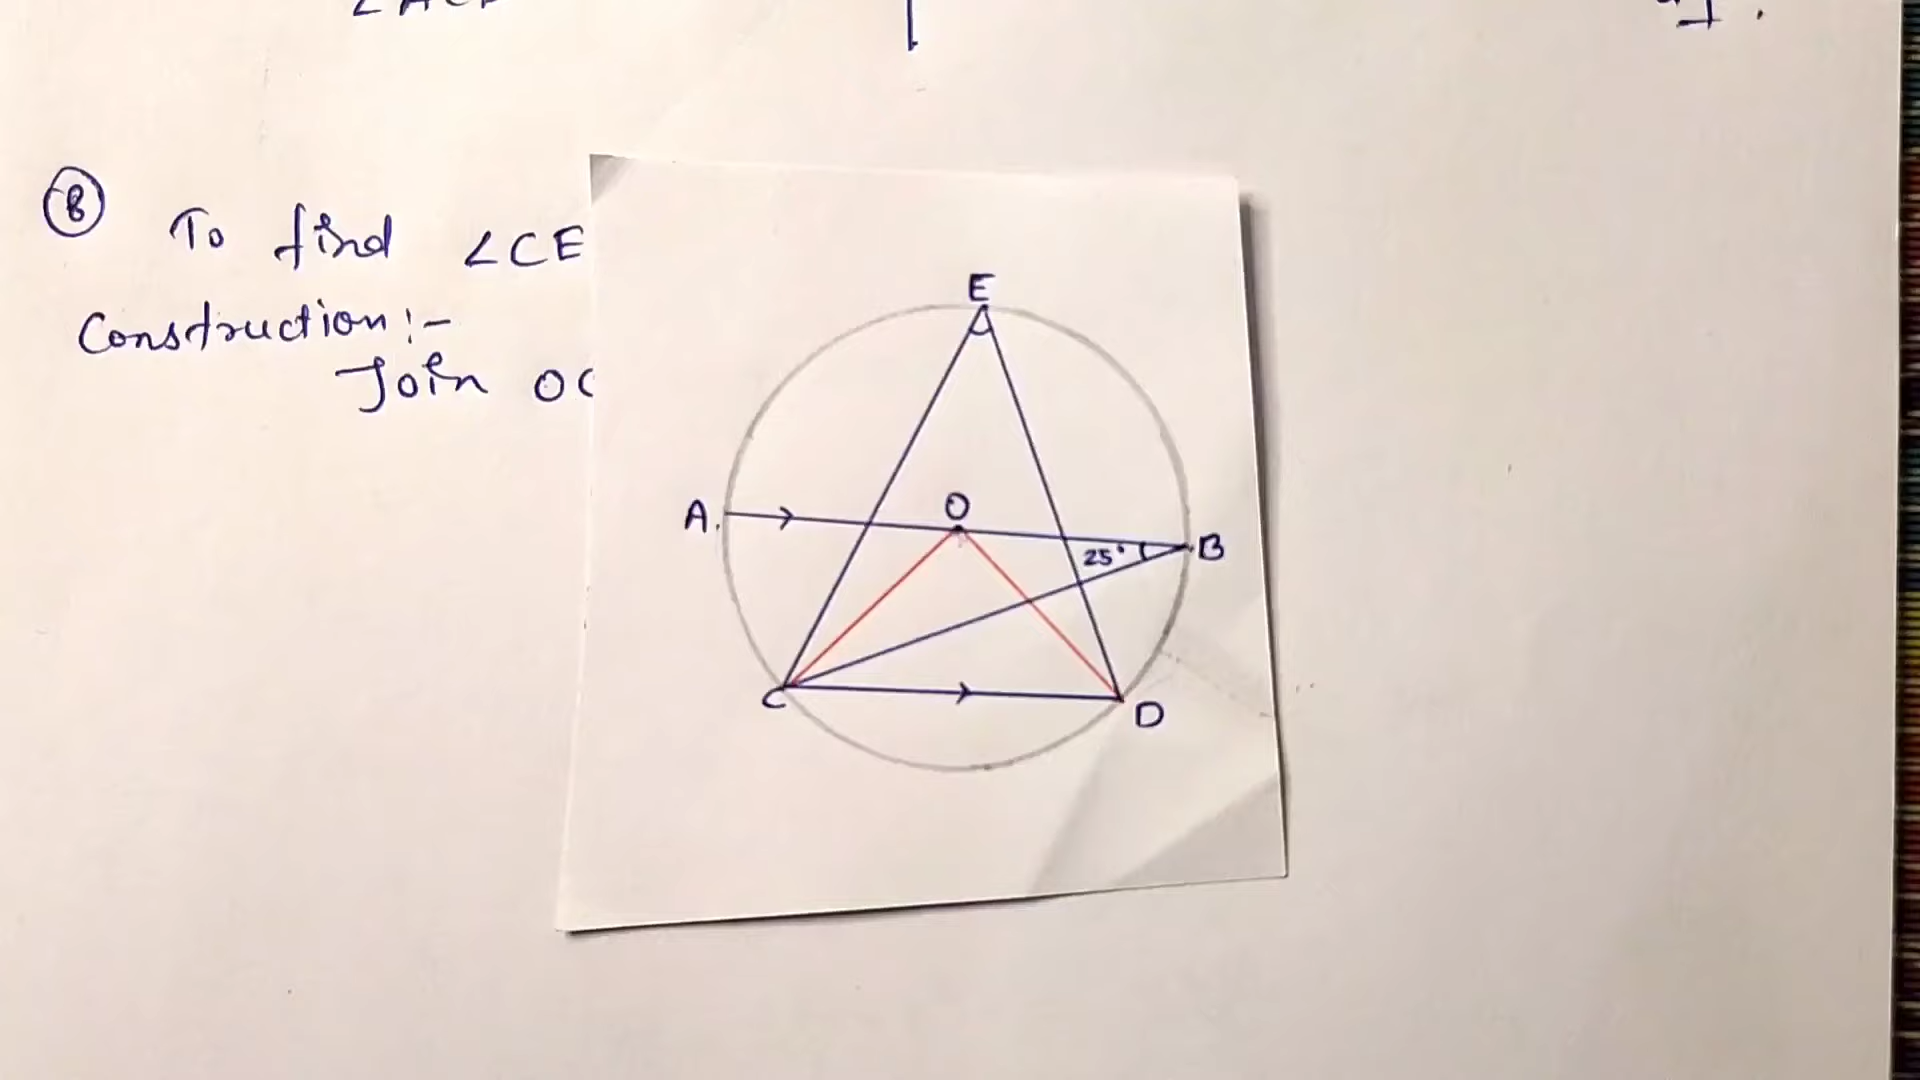 8 To find ∠CE
Construction:-
Join OC
E
A.
O
25°
B
C
D